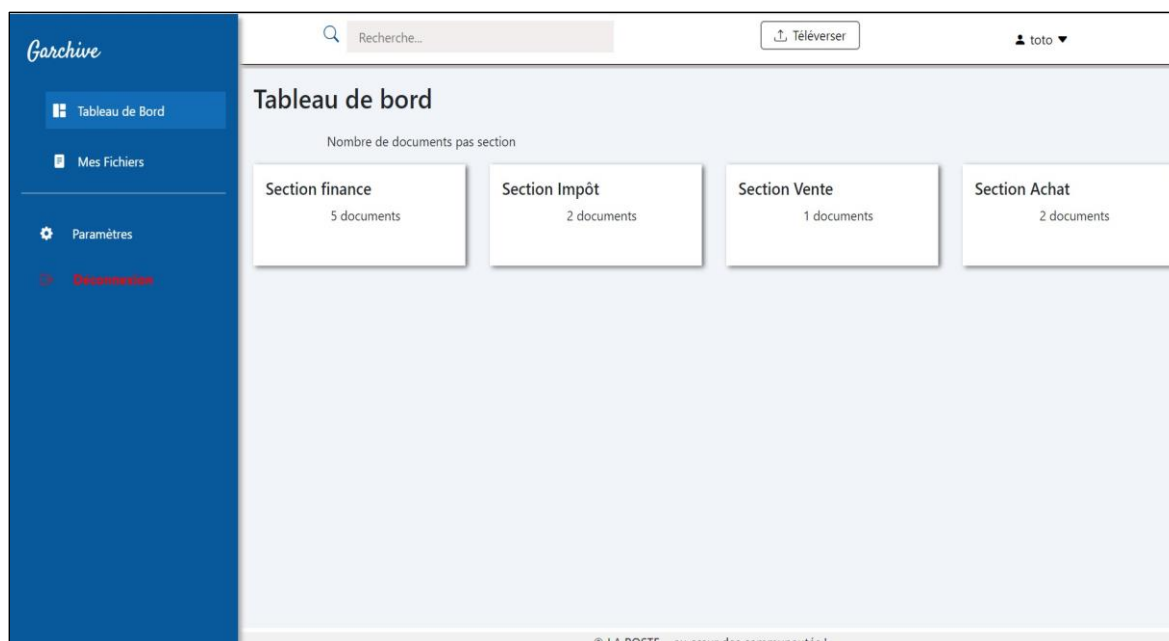 Garchive
Recherche...
Téléverser
toto
Tableau de Bord
Mes Fichiers
Paramètres
Déconnexion
Tableau de bord
Nombre de documents pas section
Section finance
5 documents
Section Impôt
2 documents
Section Vente
1 documents
Section Achat
2 documents